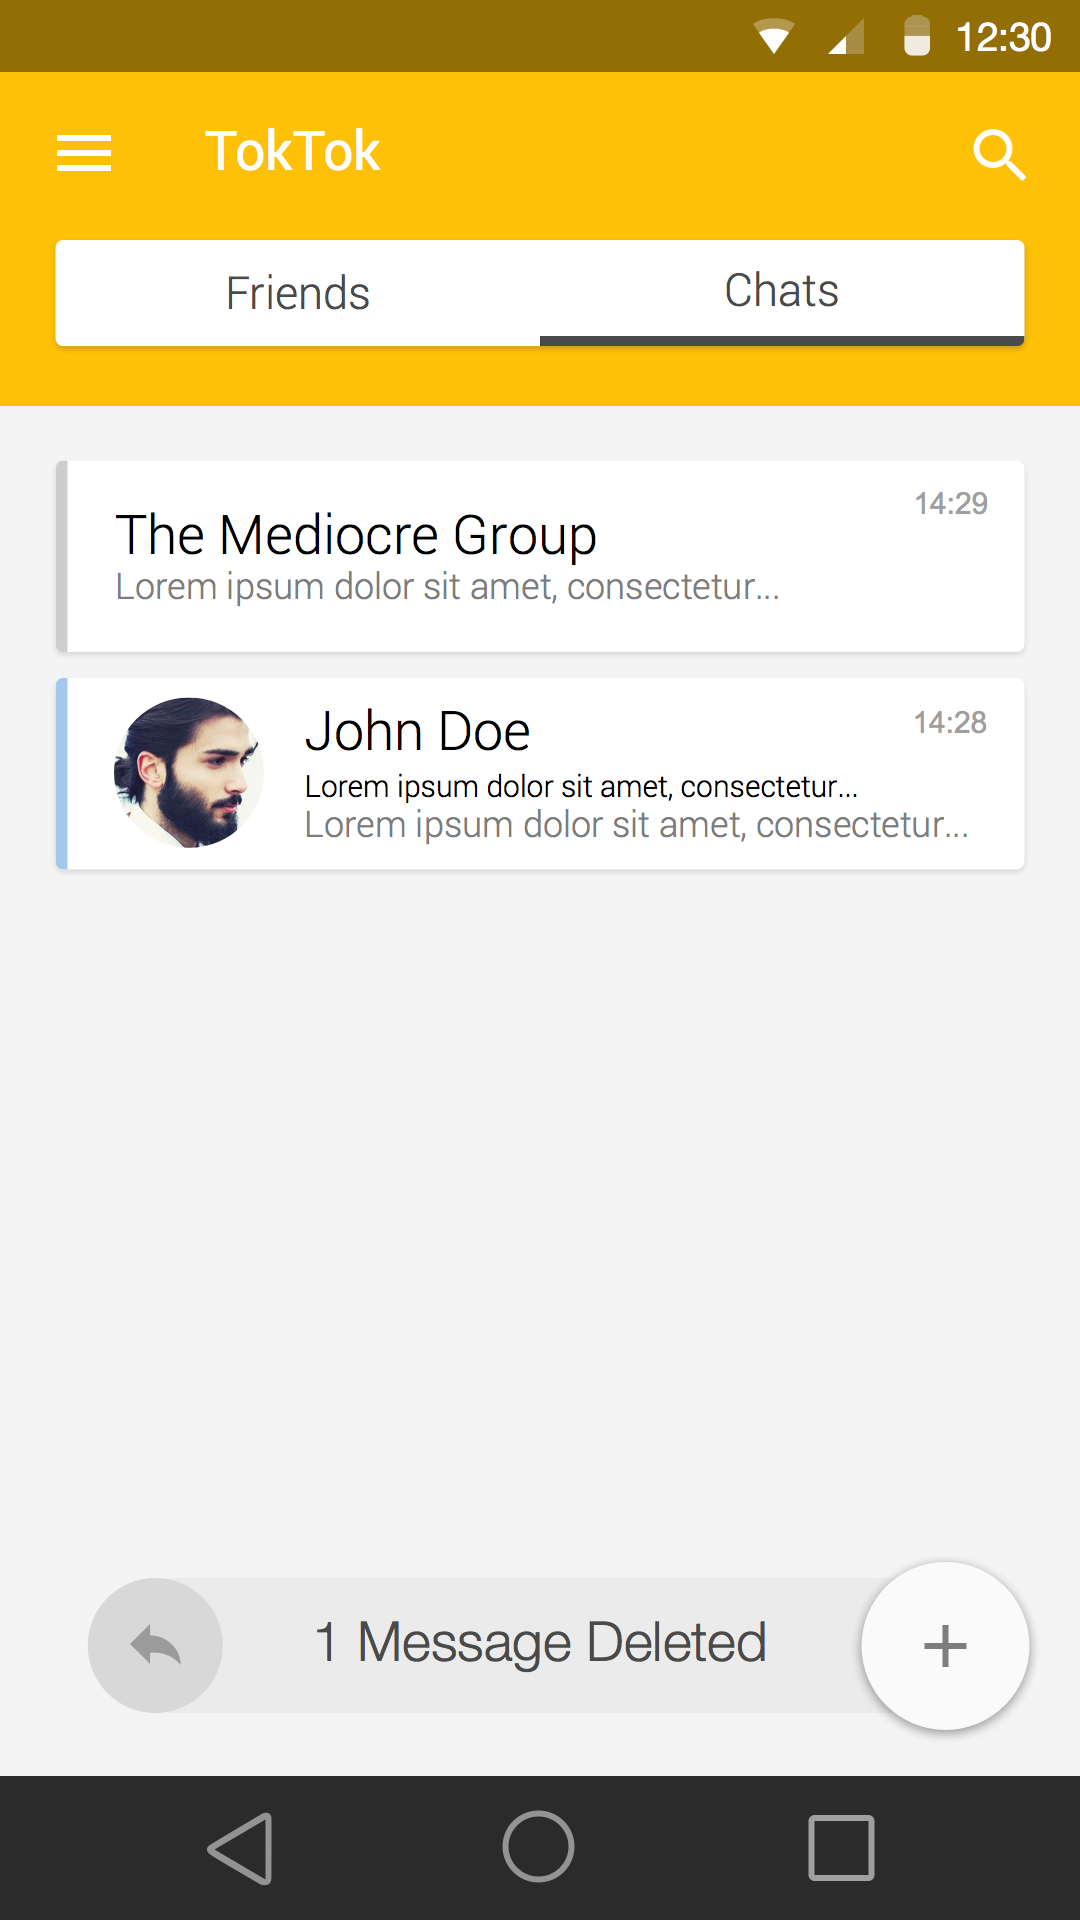 12:30
TokTok
Friends
Chats
14:29
The Mediocre Group
Lorem ipsum dolor sit amet, consectetur...
John Doe
14:28
Lorem ipsum dolor sit amet, consectetur...
Lorem ipsum dolor sit amet, consectetur...
1 Message Deleted